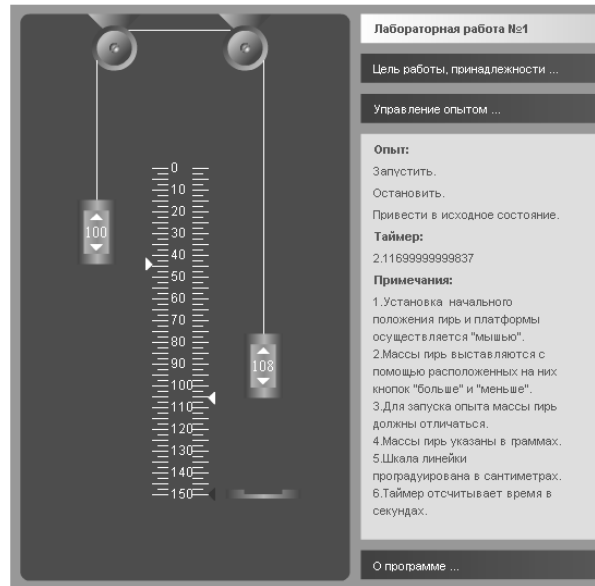 100
0
10
20
30
40
50
60
70
80
90
100
110
120
130
140
150
108
Лабораторная работа №1
Цель работы, принадлежности ...
Управление опытом ...
Опыт:
Запустить.
Остановить.
Привести в исходное состояние.
Таймер:
2.11699999999837
Примечания:
1.Установка начального
положения гирь и платформы
осуществляется "мышью".
2.Массы гирь выставляются с
помощью расположенных на них
кнопок "больше" и "меньше".
3.Для запуска опыта массы гирь
должны отличаться.
4.Массы гирь указаны в граммах.
5.Шкала линейки
проградуирована в сантиметрах.
6.Таймер отсчитывает время в
секундах.
О программе ...